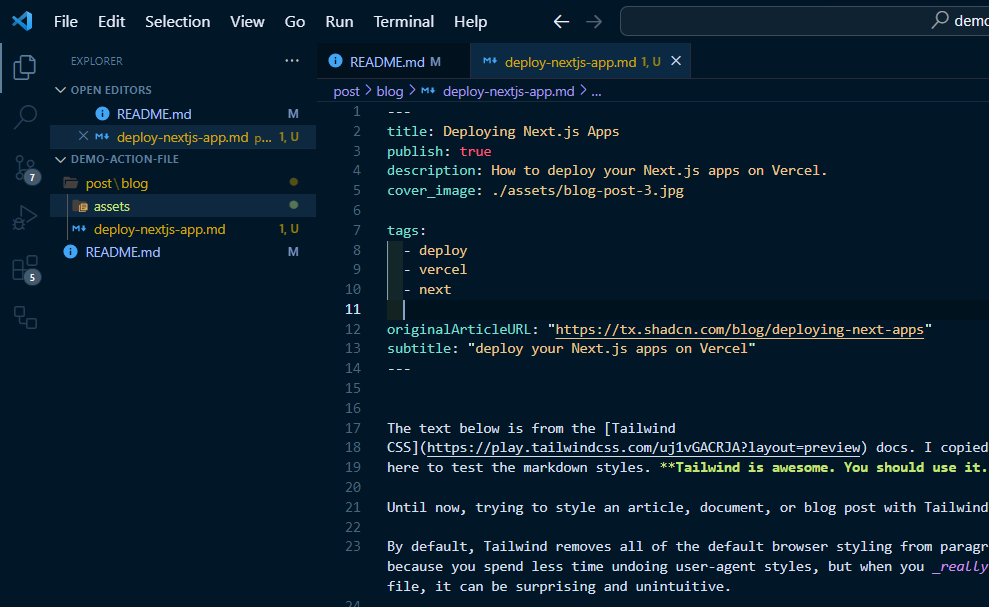 File Edit Selection View Go Run Terminal Help
demo
EXPLORER
OPEN EDITORS
README.md M
deploy-nextjs-app.md p... 1, U
DEMO-ACTION-FILE
post\blog
assets
deploy-nextjs-app.md 1, U
README.md M
7
5
README.md M
deploy-nextjs-app.md 1, U
post > blog > deploy-nextjs-app.md > ...
1 ---
2 title: Deploying Next.js Apps
3 publish: true
4 description: How to deploy your Next.js apps on Vercel.
5 cover_image: ./assets/blog-post-3.jpg
6
7 tags:
8 - deploy
9 - vercel
10 - next
11
12 originalArticleURL: "https://tx.shadcn.com/blog/deploying-next-apps"
13 subtitle: "deploy your Next.js apps on Vercel"
14 ---
15
16
17 The text below is from the [Tailwind
18 CSS](https://play.tailwindcss.com/uj1vGACRJA?layout=preview) docs. I copied
19 here to test the markdown styles. **Tailwind is awesome. You should use it.
20
21 Until now, trying to style an article, document, or blog post with Tailwind
22
23 By default, Tailwind removes all of the default browser styling from paragr
because you spend less time undoing user-agent styles, but when you _really
file, it can be surprising and unintuitive.
24